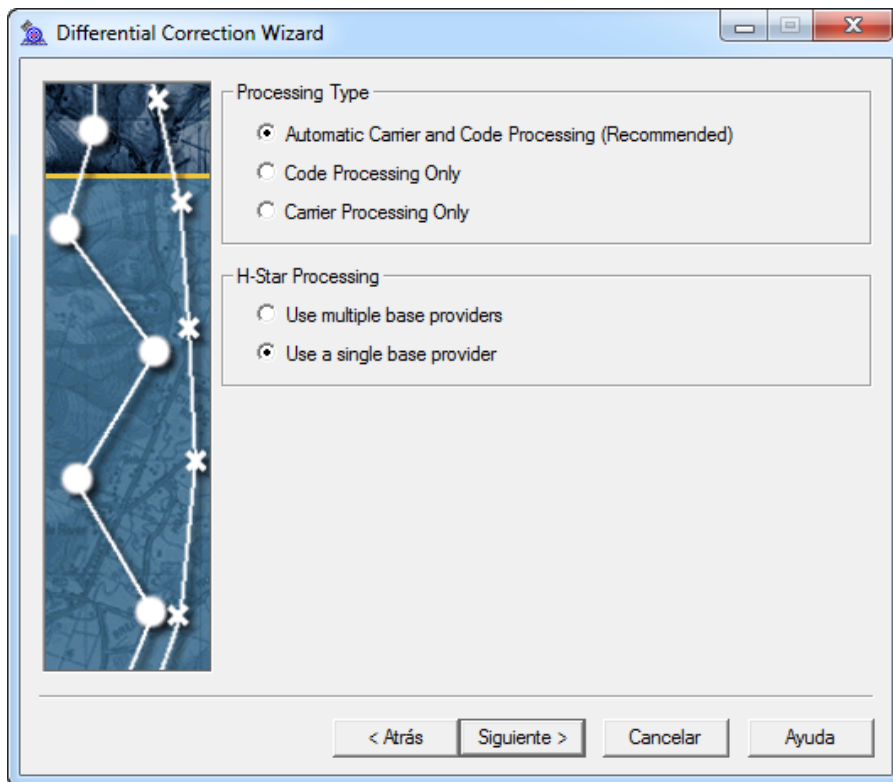 Differential Correction Wizard
Processing Type
Automatic Carrier and Code Processing (Recommended)
Code Processing Only
Carrier Processing Only
H-Star Processing
Use multiple base providers
Use a single base provider
< Atrás
Siguiente >
Cancelar
Ayuda